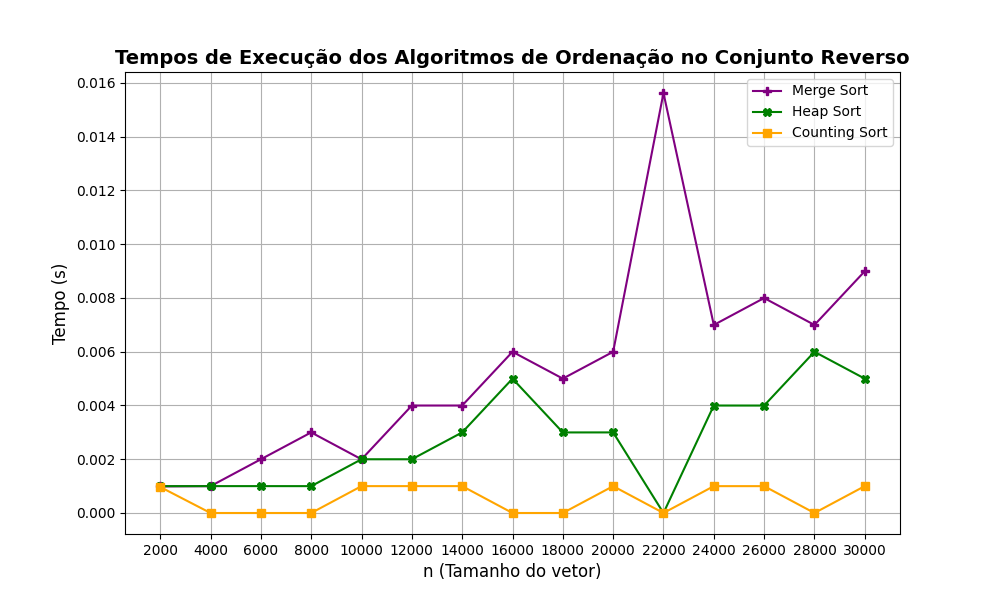 Tempos de Execução dos Algoritmos de Ordenação no Conjunto Reverso
Merge Sort
Heap Sort
Counting Sort
Tempo (s)
0.016
0.014
0.012
0.010
0.008
0.006
0.004
0.002
0.000
2000 4000 6000 8000 10000 12000 14000 16000 18000 20000 22000 24000 26000 28000 30000
n (Tamanho do vetor)